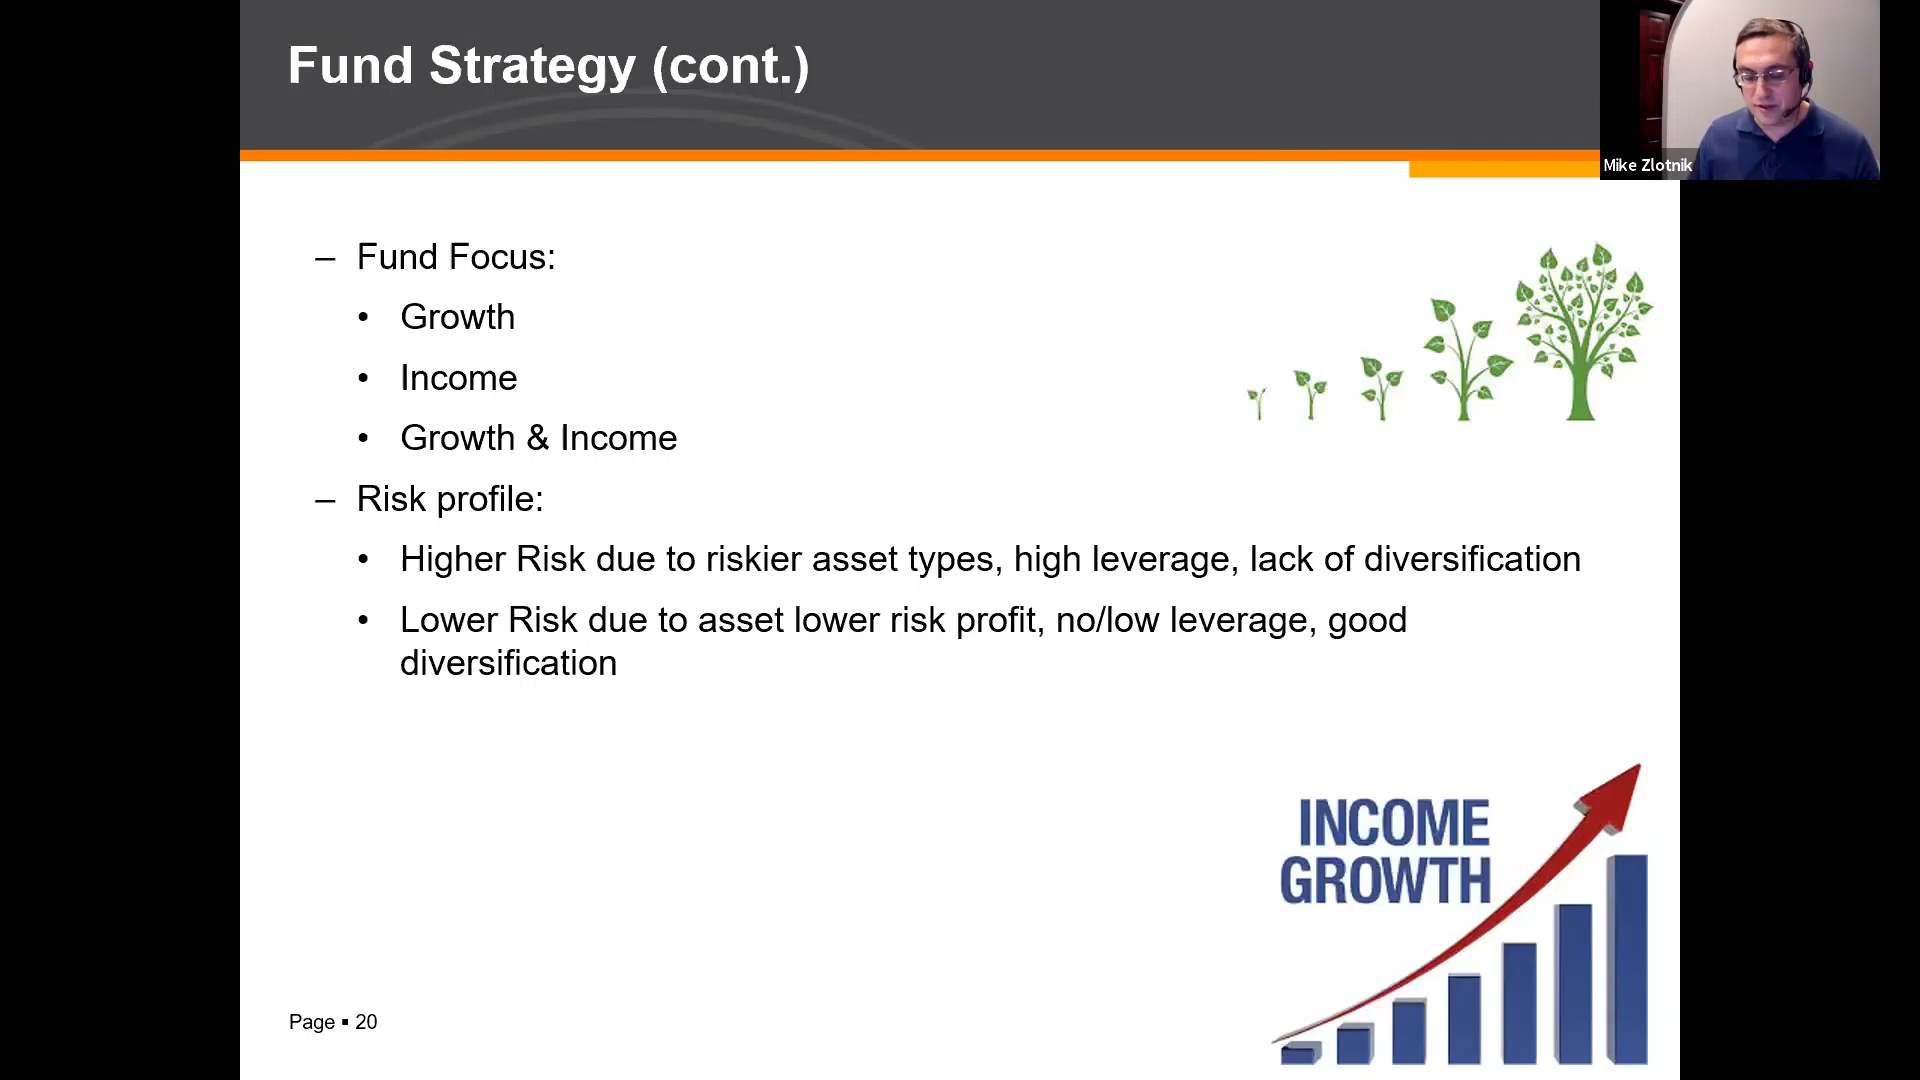 Fund Strategy (cont.)
Mike Zlotnik
– Fund Focus:
• Growth
• Income
• Growth & Income
– Risk profile:
• Higher Risk due to riskier asset types, high leverage, lack of diversification
• Lower Risk due to asset lower risk profit, no/low leverage, good
diversification
INCOME
GROWTH
Page ▪ 20